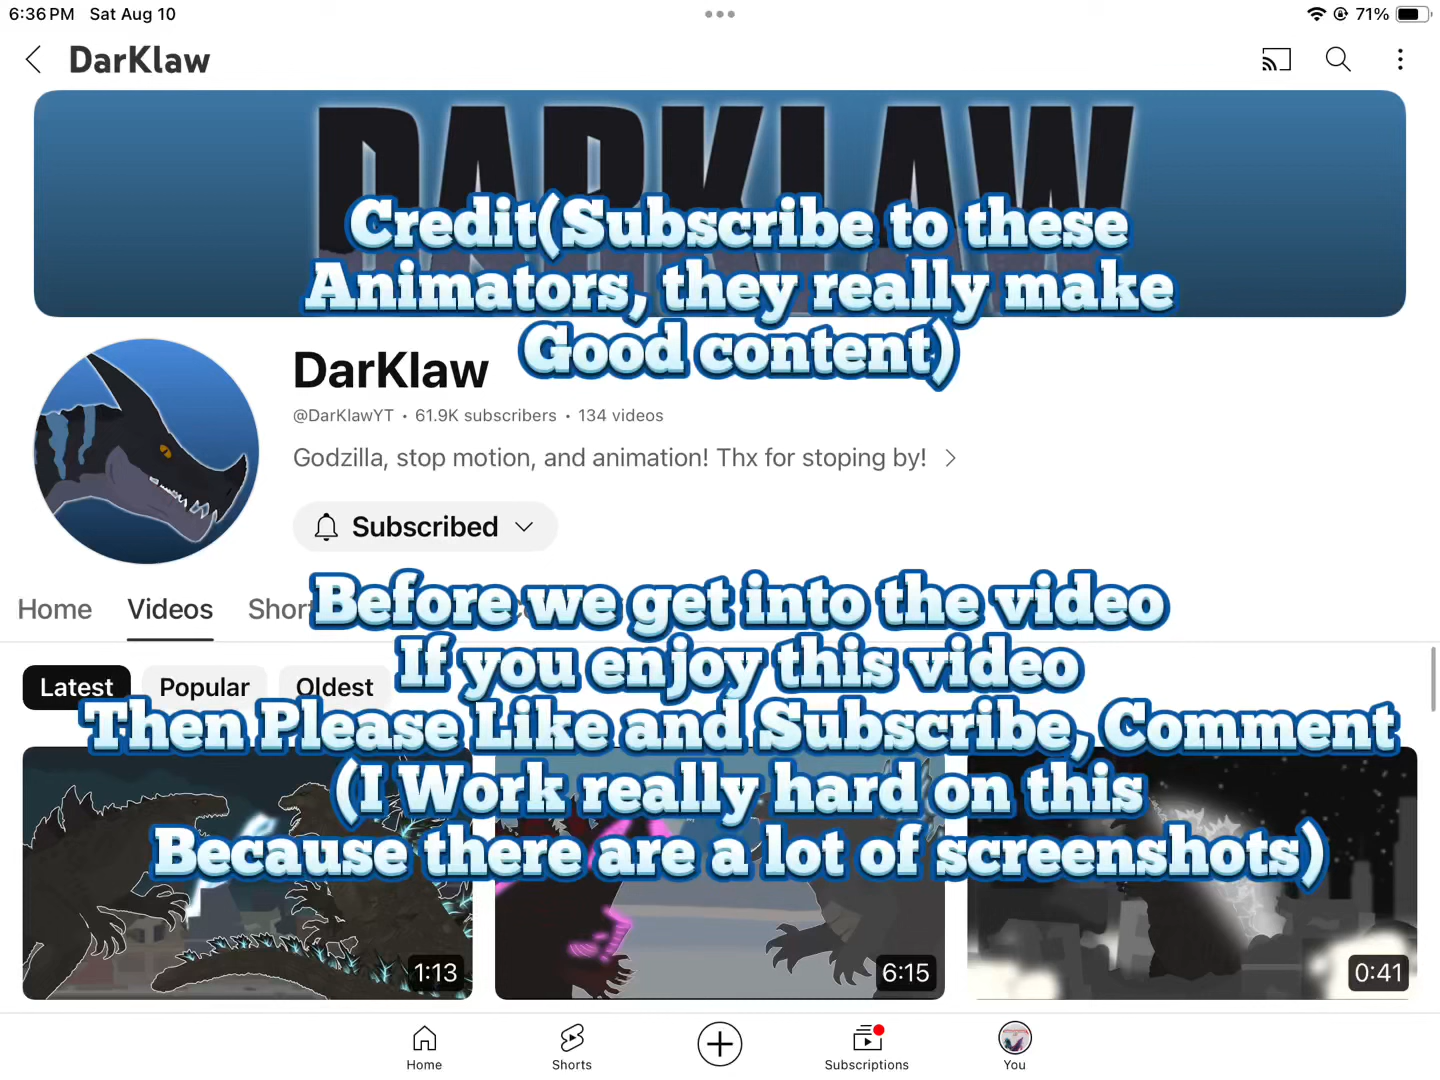 6:36 PM Sat Aug 10
71%
DarKlaw
DARKLAW
Credit(Subscribe to these
Animators, they really make
Good content)
DarKlaw
@DarKlawYT • 61.9K subscribers • 134 videos
Godzilla, stop motion, and animation! Thx for stoping by!
Subscribed
Home Videos
Before we get into the video
If you enjoy this video
Latest Popular Oldest
Then Please Like and Subscribe, Comment
(I Work really hard on this
Because there are a lot of screenshots)
1:13 6:15 0:41
Home Shorts Subscriptions You